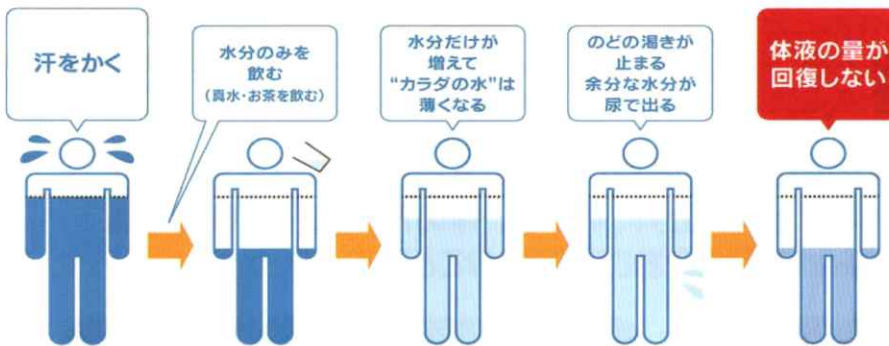 汗をかく
水分のみを
飲む
(真水・お茶を飲む)
水分だけが
増えて
“カラダの水”は
薄くなる
のどの渇きが
止まる
余分な水分が
尿で出る
体液の量が
回復しない